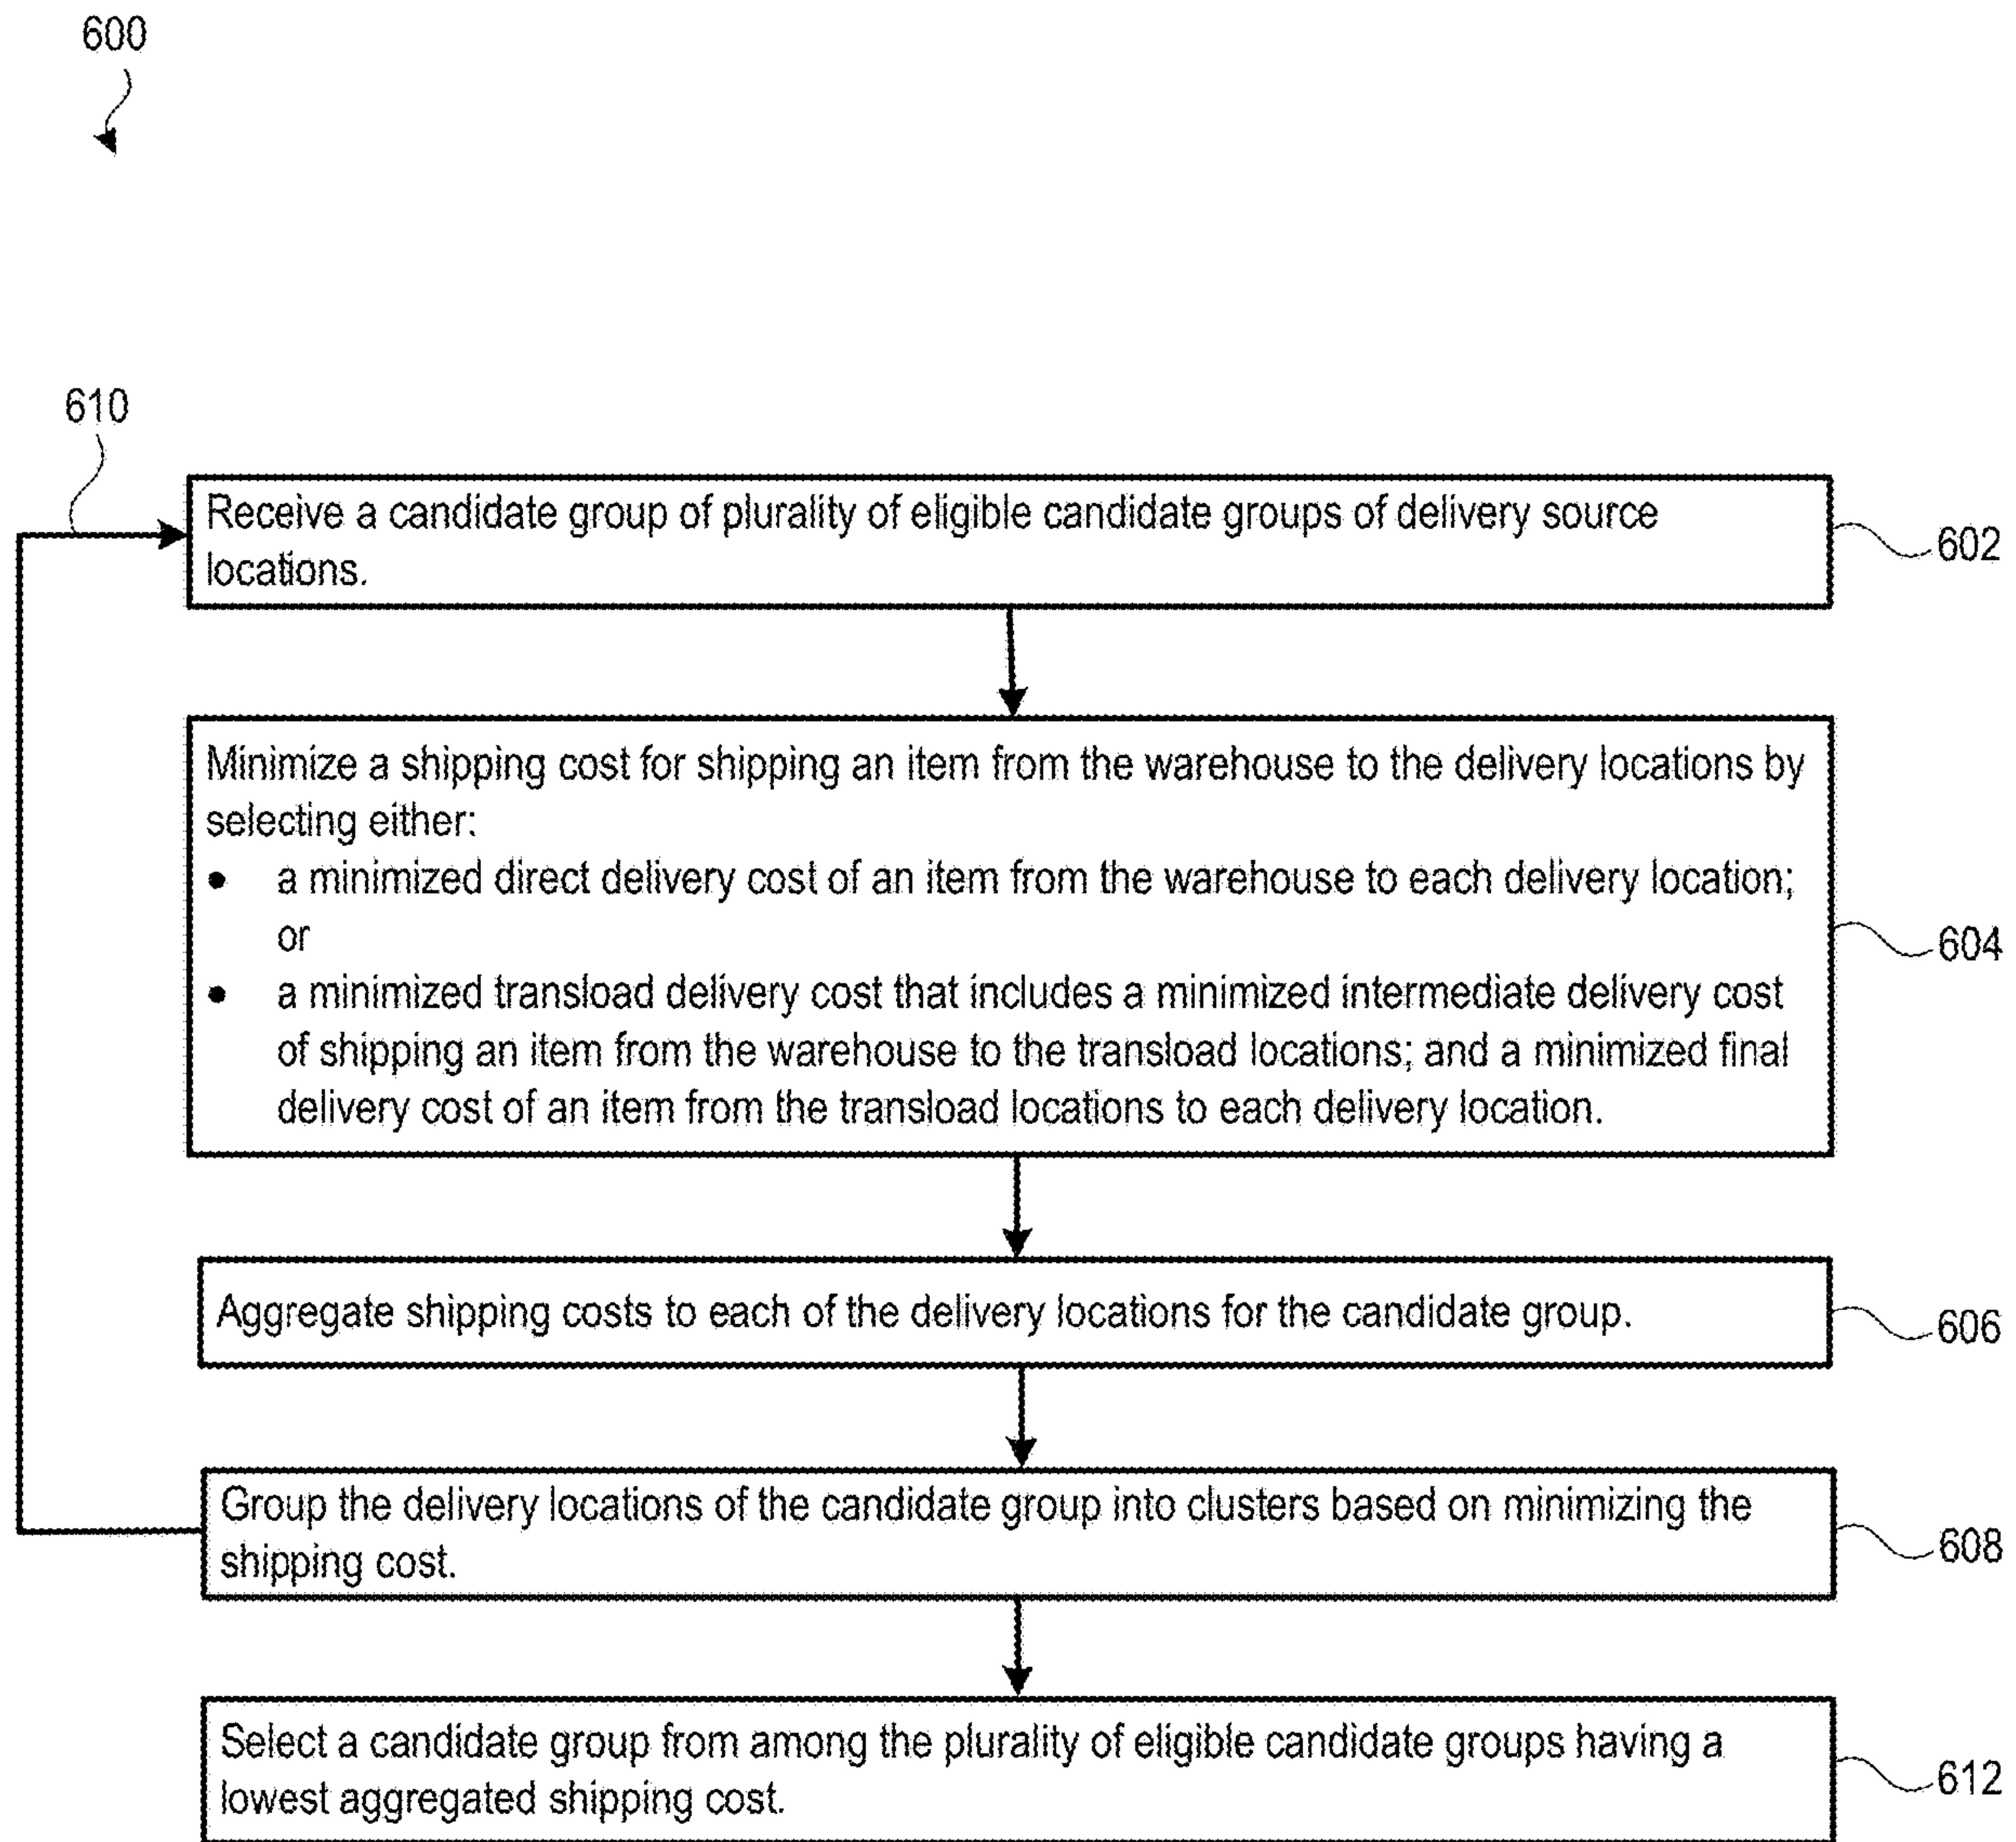 600
610
Receive a candidate group of plurality of eligible candidate groups of delivery source
locations.
602
Minimize a shipping cost for shipping an item from the warehouse to the delivery locations by
selecting either:
• a minimized direct delivery cost of an item from the warehouse to each delivery location;
or
604
• a minimized transload delivery cost that includes a minimized intermediate delivery cost
of shipping an item from the warehouse to the transload locations; and a minimized final
delivery cost of an item from the transload locations to each delivery location.
Aggregate shipping costs to each of the delivery locations for the candidate group.
606
Group the delivery locations of the candidate group into clusters based on minimizing the
shipping cost.
608
Select a candidate group from among the plurality of eligible candidate groups having a
lowest aggregated shipping cost.
612